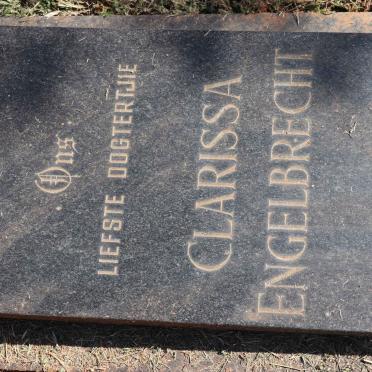 Ons
LIEFSTE DOGTERTJIE
CLARISSA
ENGELBRECHT